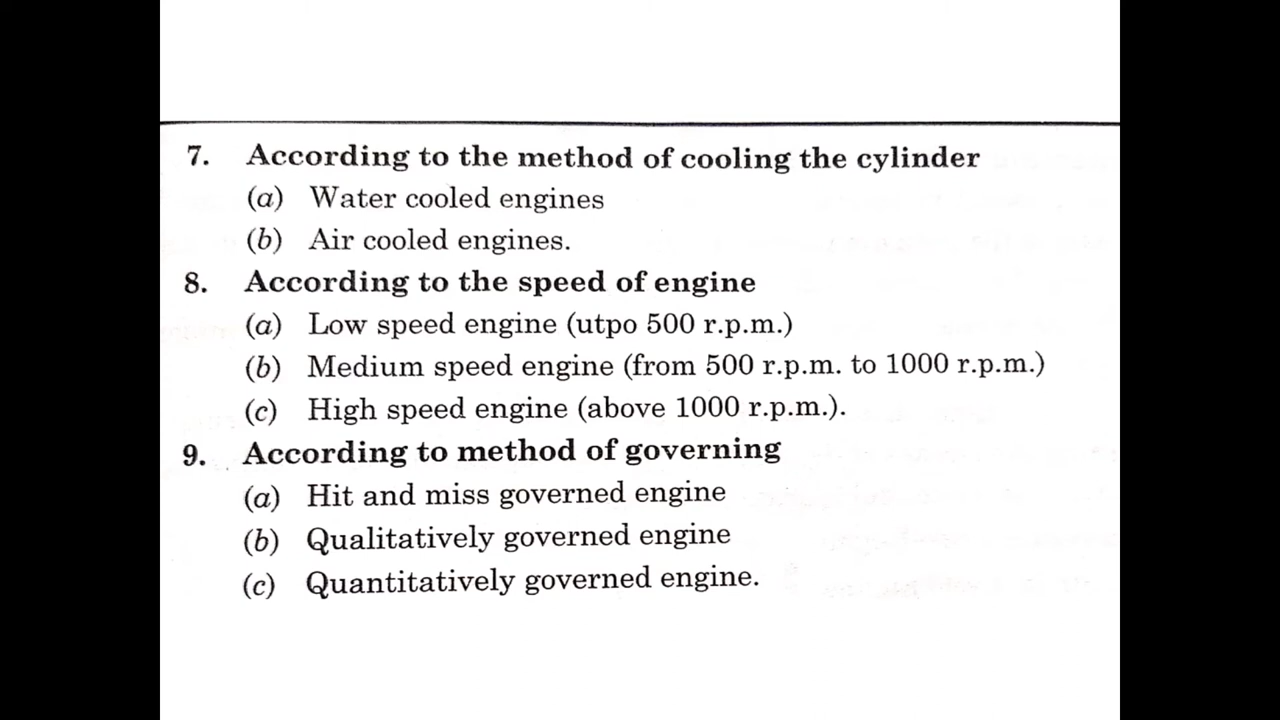 7. According to the method of cooling the cylinder
(a) Water cooled engines
(b) Air cooled engines.
8. According to the speed of engine
(a) Low speed engine (utpo 500 r.p.m.)
(b) Medium speed engine (from 500 r.p.m. to 1000 r.p.m.)
(c) High speed engine (above 1000 r.p.m.).
9. According to method of governing
(a) Hit and miss governed engine
(b) Qualitatively governed engine
(c) Quantitatively governed engine.